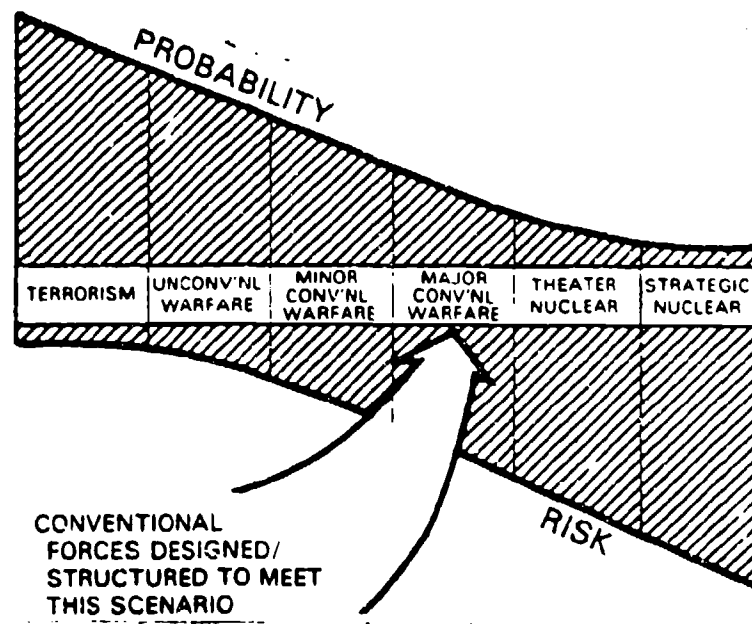 PROBABILITY
TERRORISM
UNCONV'NL
WARFARE
MINOR
CONV'NL
WARFARE
MAJOR
CONV'NL
WARFARE
THEATER
NUCLEAR
STRATEGIC
NUCLEAR
RISK
CONVENTIONAL
FORCES DESIGNED/
STRUCTURED TO MEET
THIS SCENARIO